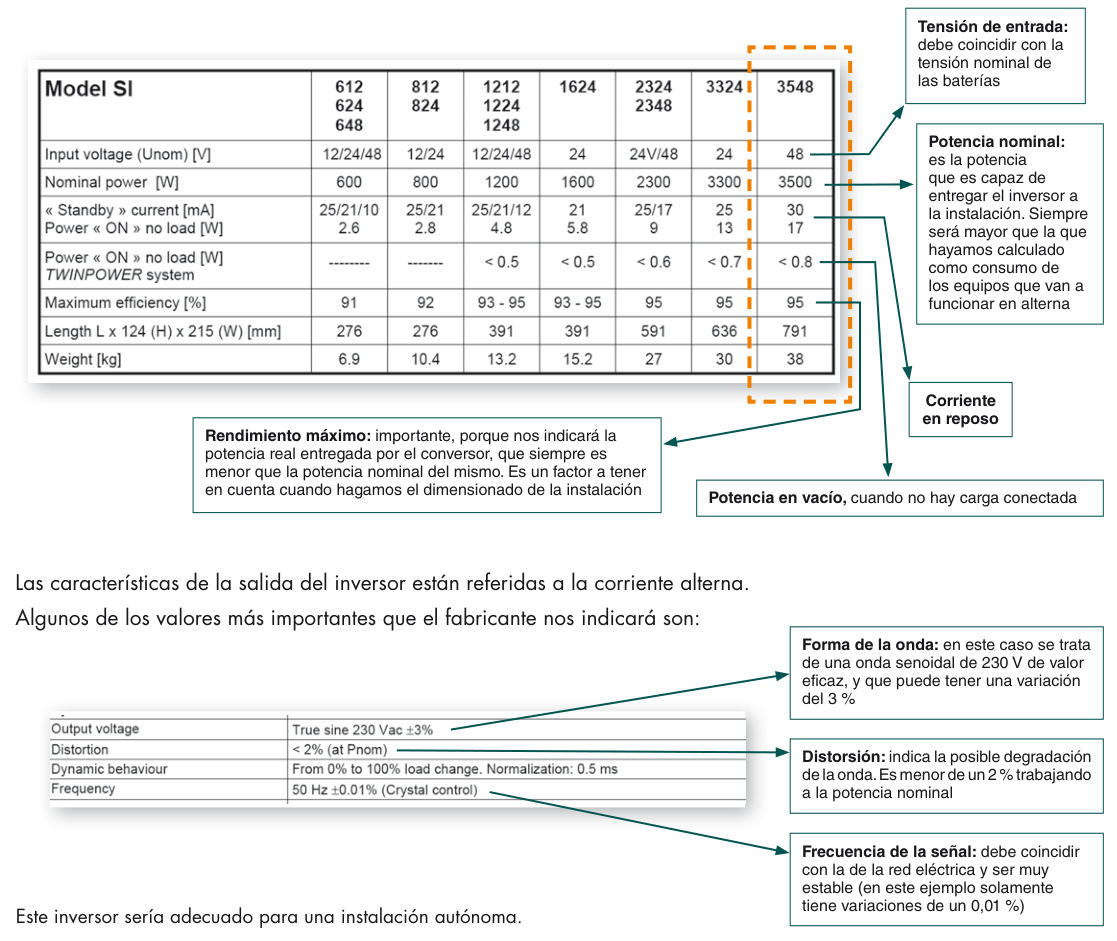 Tensión de entrada:
debe coincidir con la
tensión nominal de
las baterías
Model SI
612
624
648
812
824
1212
1224
1248
1624
2324
2348
3324
3548
Input voltage (Unom) [V] 12/24/48 12/24 12/24/48 24 24V/48 24 48
Nominal power [W] 600 800 1200 1600 2300 3300 3500
« Standby » current [mA] 25/21/10 25/21 25/21/12 21 25/17 25 30
Power « ON » no load [W] 2.6 2.8 4.8 5.8 9 13 17
Power « ON » no load [W]
TWINPOWER system
-------- ------- < 0.5 < 0.5 < 0.6 < 0.7 < 0.8
Maximum efficiency [%] 91 92 93 - 95 93 - 95 95 95 95
Length L x 124 (H) x 215 (W) [mm] 276 276 391 391 591 636 791
Weight [kg] 6.9 10.4 13.2 15.2 27 30 38
Potencia nominal:
es la potencia
que es capaz de
entregar el inversor a
la instalación. Siempre
será mayor que la que
hayamos calculado
como consumo de
los equipos que van a
funcionar en alterna
Corriente
en reposo
Rendimiento máximo: importante, porque nos indicará la
potencia real entregada por el conversor, que siempre es
menor que la potencia nominal del mismo. Es un factor a tener
en cuenta cuando hagamos el dimensionado de la instalación
Potencia en vacío, cuando no hay carga conectada
Las características de la salida del inversor están referidas a la corriente alterna.
Algunos de los valores más importantes que el fabricante nos indicará son:
Forma de la onda: en este caso se trata
de una onda senoidal de 230 V de valor
eficaz, y que puede tener una variación
del 3 %
Output voltage True sine 230 Vac ±3%
Distortion < 2% (at Pnom)
Dynamic behaviour From 0% to 100% load change. Normalization: 0.5 ms
Frequency 50 Hz ±0.01% (Crystal control)
Distorsión: indica la posible degradación
de la onda. Es menor de un 2 % trabajando
a la potencia nominal
Frecuencia de la señal: debe coincidir
con la de la red eléctrica y ser muy
estable (en este ejemplo solamente
tiene variaciones de un 0,01 %)
Este inversor sería adecuado para una instalación autónoma.